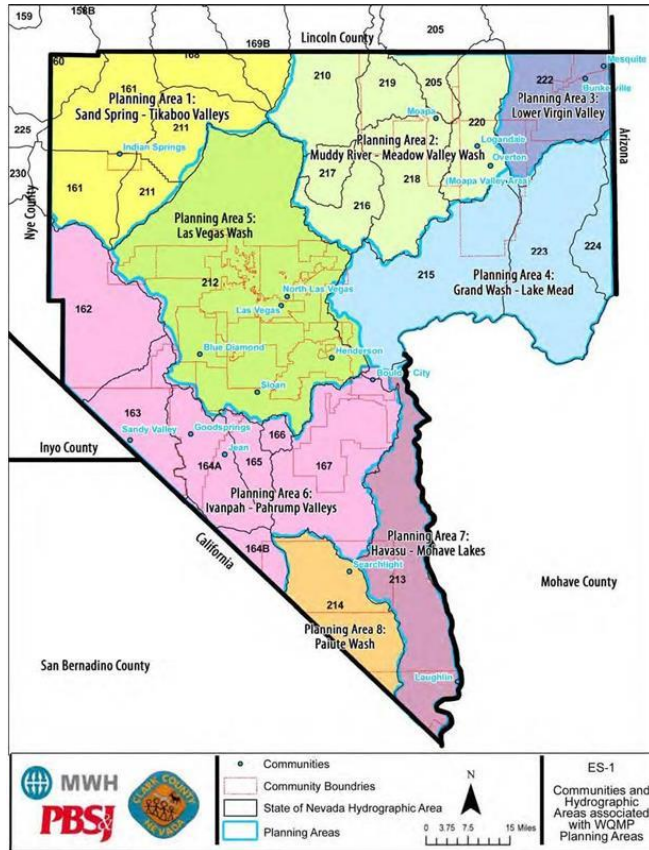 159
158B
168
169B
Lincoln County
205
60
161
210
219
205
222
Mesquite
Bunkerville
Planning Area 1:
Sand Spring - Tikaboo Valleys
Planning Area 3:
Lower Virgin Valley
Moapa
220
211
225
Indian Springs
Planning Area 2:
Muddy River - Meadow Valley Wash
Logandale
Overten
(Moapa Valley Area)
Arizona
230
161
211
217
216
218
Nye County
Planning Area 5:
Las Vegas Wash
212
215
223
224
Planning Area 4:
Grand Wash - Lake Mead
162
North Las Vegas
Las Vegas
Blue Diamond
Henderson
Sloan
Boulder City
163
Sandy Valley
Goodsprings
Jean
166
164A
165
167
Inyo County
Planning Area 6:
Ivanpah - Pahrump Valleys
California
164B
Planning Area 7:
Havasu - Mohave Lakes
Searchlight
213
214
Mohave County
Planning Area 8:
Paiute Wash
San Bernadino County
Laughlin
MWH
PBS&J
CLARK COUNTY
NEVADA
Communities
Community Boundries
State of Nevada Hydrographic Area
Planning Areas
N
0 3.75 7.5 15 Miles
ES-1
Communities and
Hydrographic
Areas associated
with WQMP
Planning Areas